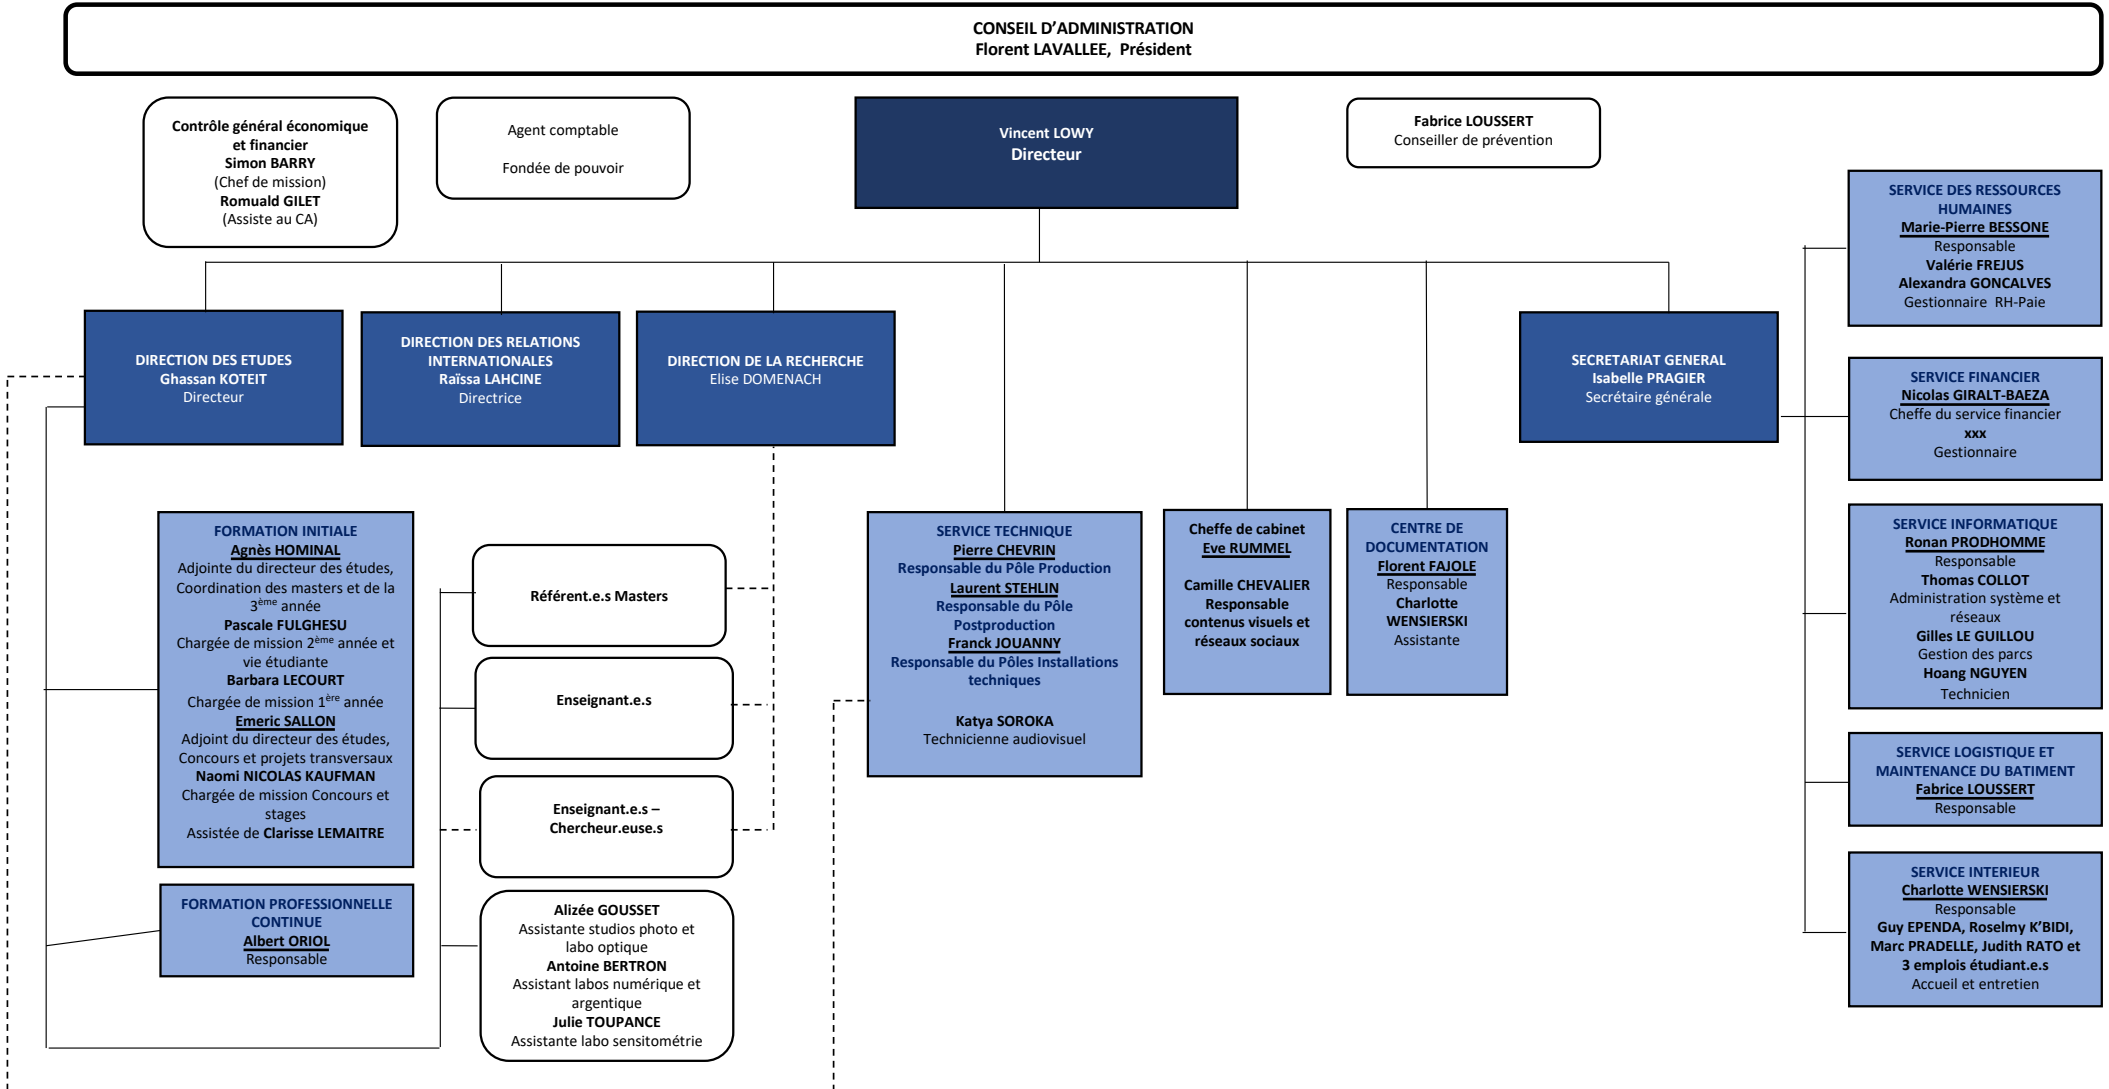 CONSEIL D’ADMINISTRATION
Florent LAVALLEE,  Président
Contrôle général économique
et financier
Simon BARRY
(Chef de mission)
Romuald GILET
(Assiste au CA)
Agent comptable
Fondée de pouvoir
Vincent LOWY
Directeur
Fabrice LOUSSERT
Conseiller de prévention
SERVICE DES RESSOURCES
HUMAINES
Marie-Pierre BESSONE
Responsable
Valérie FREJUS
Alexandra GONCALVES
Gestionnaire  RH-Paie
DIRECTION DES ETUDES
Ghassan KOTEIT
Directeur
DIRECTION DES RELATIONS
INTERNATIONALES
Raïssa LAHCINE
Directrice
DIRECTION DE LA RECHERCHE
Elise DOMENACH
SECRETARIAT GENERAL
Isabelle PRAGIER
Secrétaire générale
SERVICE FINANCIER
Nicolas GIRALT-BAEZA
Cheffe du service financier
xxx
Gestionnaire
FORMATION INITIALE
Agnès HOMINAL
Adjointe du directeur des études,
Coordination des masters et de la
3ème année
Pascale FULGHESU
Chargée de mission 2ème année et
vie étudiante
Barbara LECOURT
Chargée de mission 1ère année
Emeric SALLON
Adjoint du directeur des études,
Concours et projets transversaux
Naomi NICOLAS KAUFMAN
Chargée de mission Concours et
stages
Assistée de Clarisse LEMAITRE
FORMATION PROFESSIONNELLE
CONTINUE
Albert ORIOL
Responsable
Référent.e.s Masters
Enseignant.e.s
Enseignant.e.s –
Chercheur.euse.s
Alizée GOUSSET
Assistante studios photo et
labo optique
Antoine BERTRON
Assistant labos numérique et
argentique
Julie TOUPANCE
Assistante labo sensitométrie
SERVICE TECHNIQUE
Pierre CHEVRIN
Responsable du Pôle Production
Laurent STEHLIN
Responsable du Pôle
Postproduction
Franck JOUANNY
Responsable du Pôles Installations
techniques
Katya SOROKA
Technicienne audiovisuel
Cheffe de cabinet
Eve RUMMEL
Camille CHEVALIER
Responsable
contenus visuels et
réseaux sociaux
CENTRE DE
DOCUMENTATION
Florent FAJOLE
Responsable
Charlotte
WENSIERSKI
Assistante
SERVICE INFORMATIQUE
Ronan PRODHOMME
Responsable
Thomas COLLOT
Administration système et
réseaux
Gilles LE GUILLOU
Gestion des parcs
Hoang NGUYEN
Technicien
SERVICE LOGISTIQUE ET
MAINTENANCE DU BATIMENT
Fabrice LOUSSERT
Responsable
SERVICE INTERIEUR
Charlotte WENSIERSKI
Responsable
Guy EPENDA, Roselmy K’BIDI,
Marc PRADELLE, Judith RATO et
3 emplois étudiant.e.s
Accueil et entretien